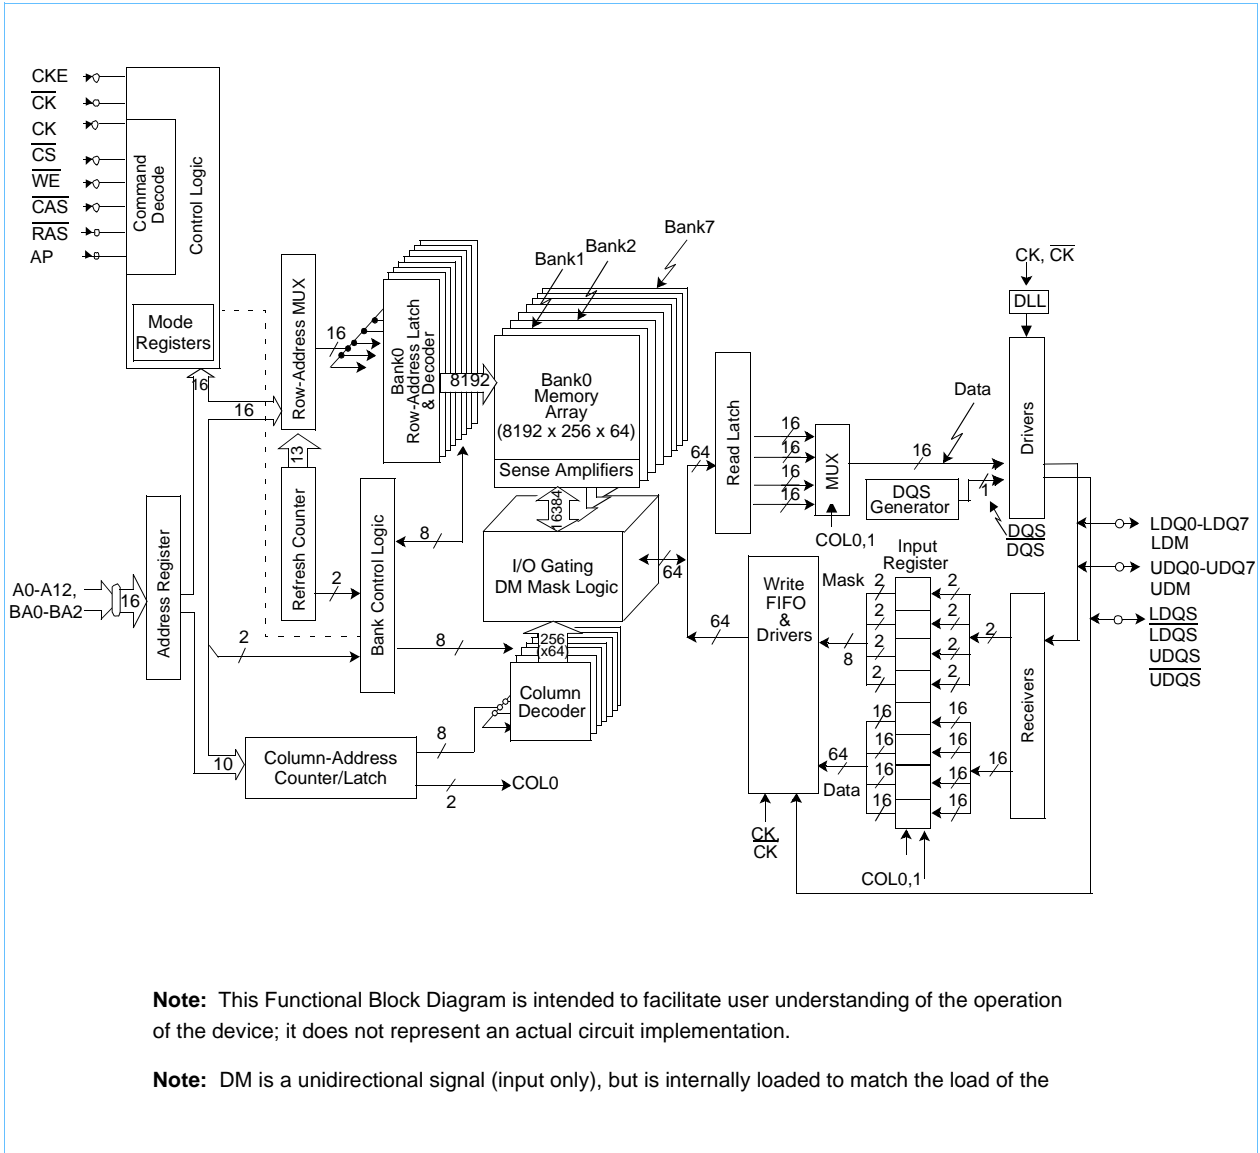 CKE
CK
CK
CS
WE
CAS
RAS
AP
Command
Decode
Control Logic
Mode
Registers
16
16
Row-Address MUX
13
Refresh Counter
16
Bank0
Row-Address Latch
& Decoder
8192
Bank1
Bank2
Bank7
Bank0
Memory
Array
(8192 x 256 x 64)
Sense Amplifiers
16384
I/O Gating
DM Mask Logic
256
(x64)
Column
Decoder
A0-A12,
BA0-BA2
16
Address Register
2
2
Bank Control Logic
8
8
10
Column-Address
Counter/Latch
8
2
COL0
64
64
64
Read Latch
16
16
16
16
MUX
COL0,1
16
Data
DQS
Generator
1
DQS
DQS
CK, CK
DLL
Drivers
LDQ0-LDQ7
LDM
UDQ0-UDQ7
UDM
LDQS
LDQS
UDQS
UDQS
Input
Register
Write
FIFO
&
Drivers
Mask
2
2
2
2
8
2
2
2
2
2
16
16
16
16
64
Data
16
16
16
16
16
Receivers
CK,
CK
COL0,1
Note: This Functional Block Diagram is intended to facilitate user understanding of the operation
of the device; it does not represent an actual circuit implementation.
Note: DM is a unidirectional signal (input only), but is internally loaded to match the load of the